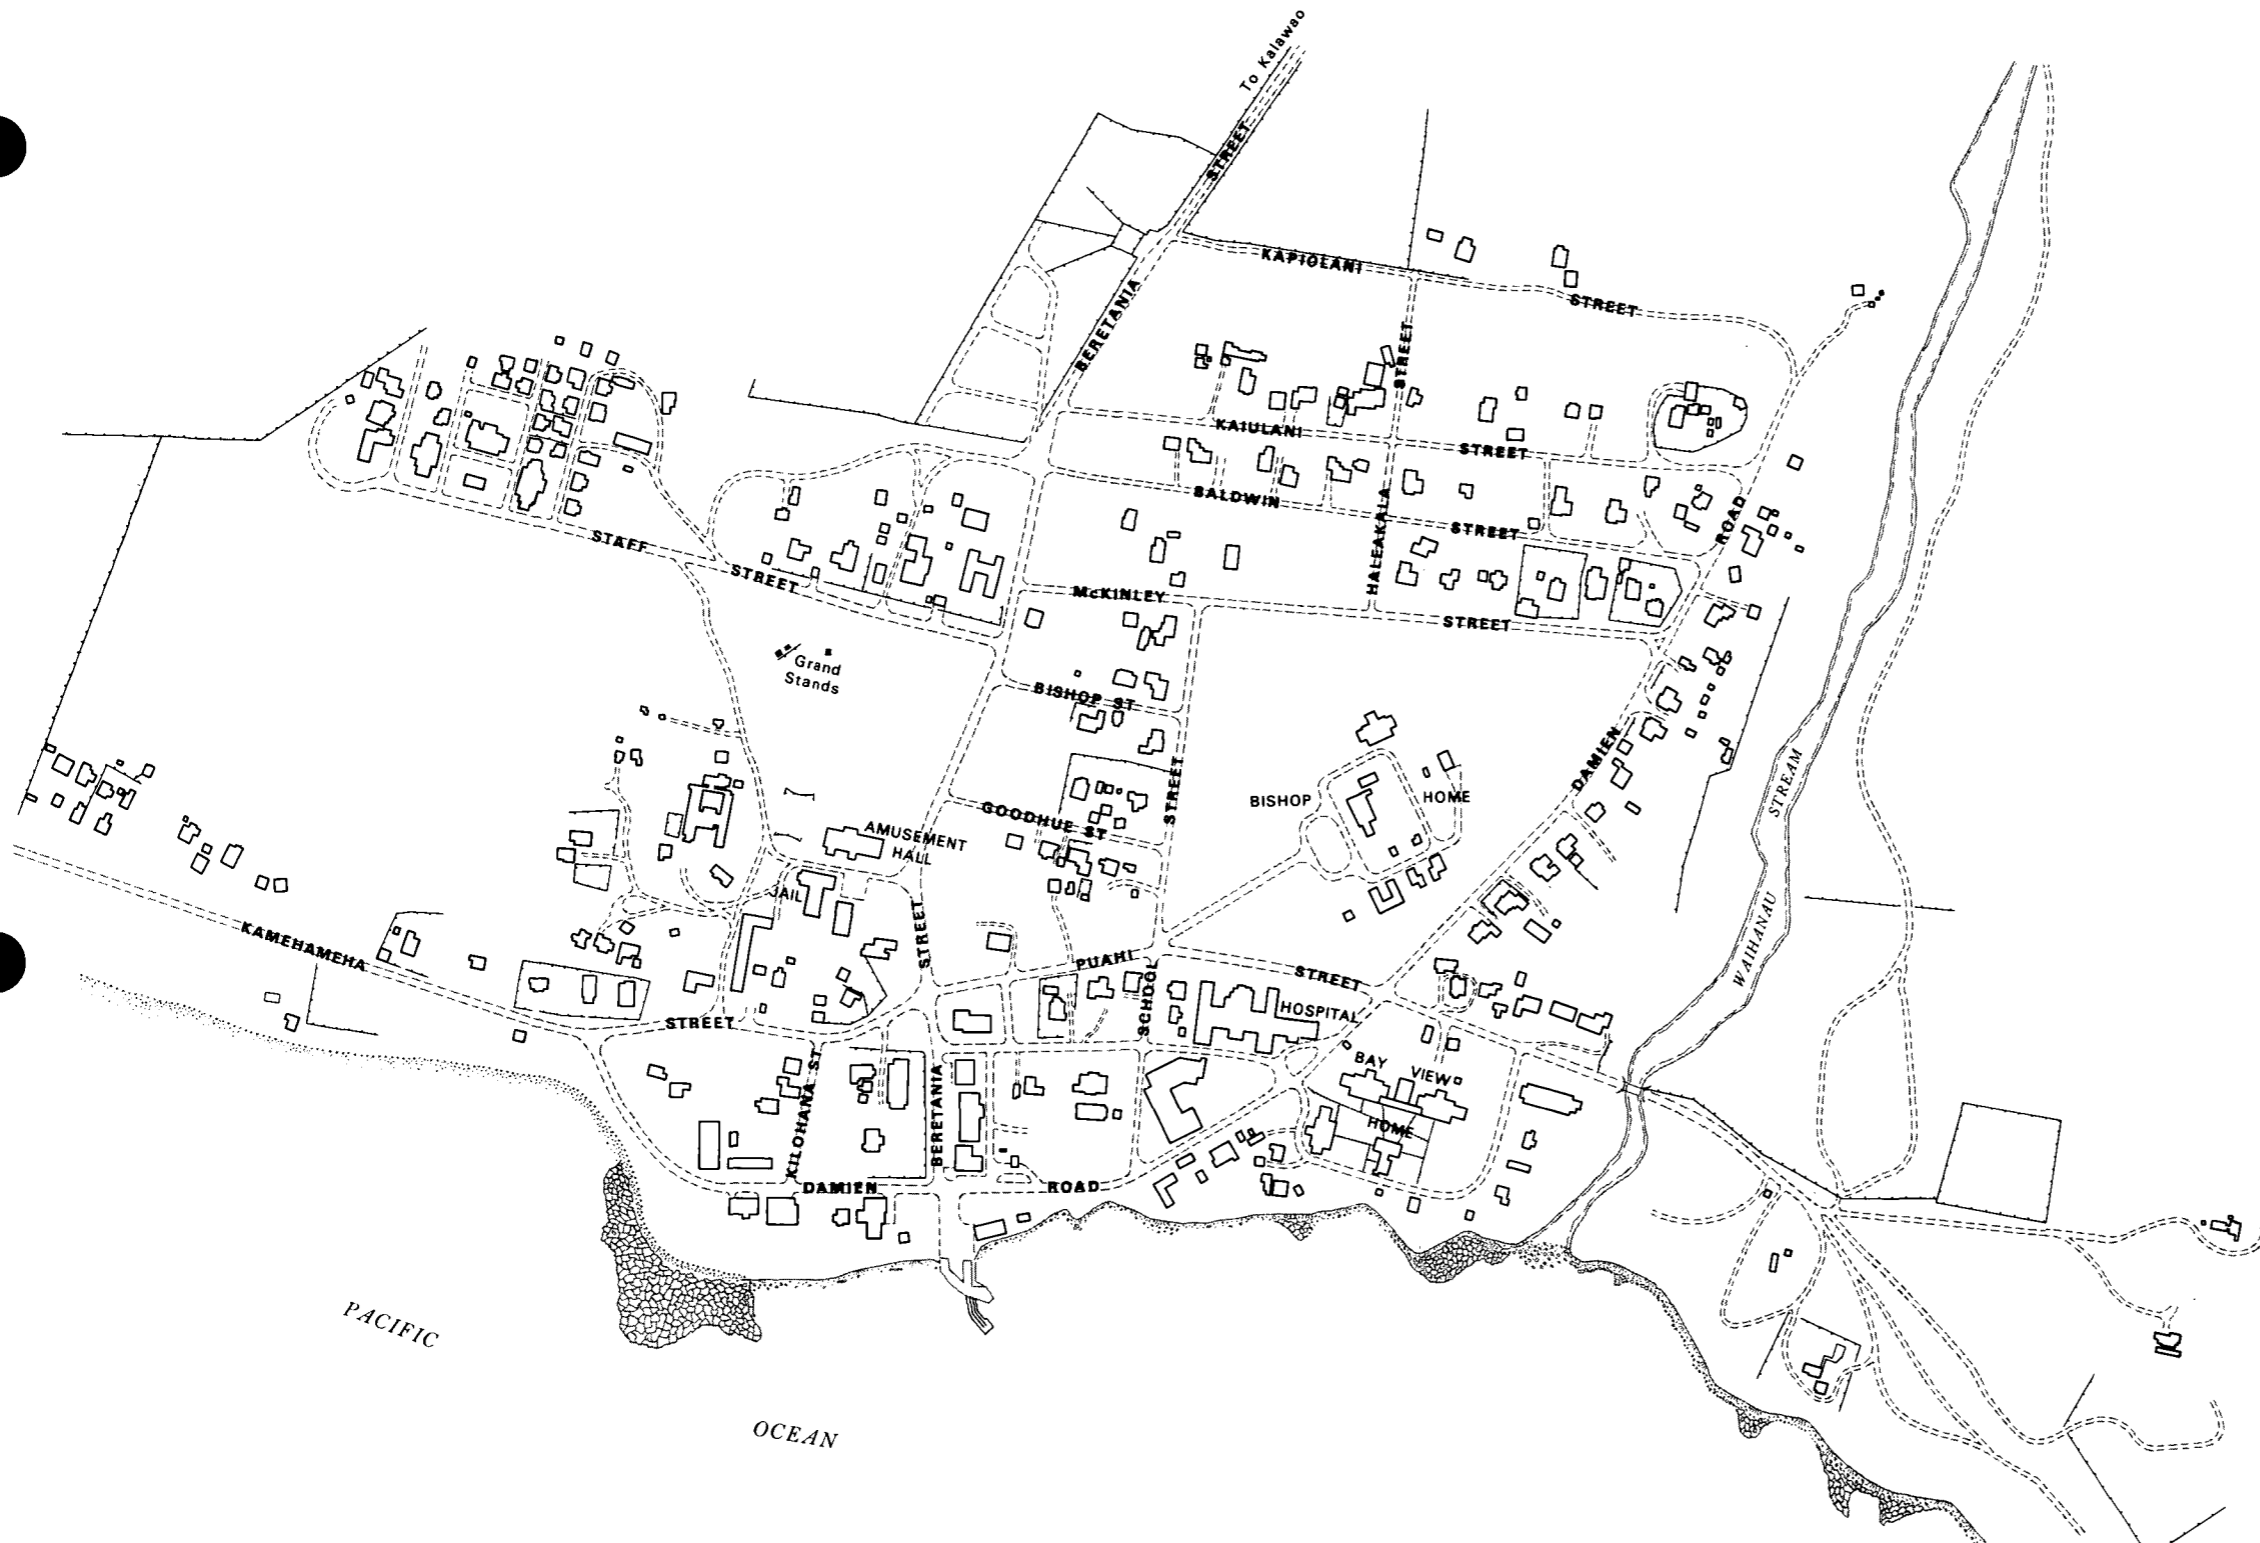 To Kalawao
STREET
KAPIOLANI
STREET
BERETANIA
STREET
KAIULANI
STREET
BALDWIN
STREET
HALEAKALA
ROAD
STAFF
STREET
McKINLEY
STREET
Grand
Stands
BISHOP ST
STREET
DAMIEN
STREAM
BISHOP
HOME
GOODHUE ST
AMUSEMENT
HALL
JAIL
WAIHANAU
KAMEHAMEHA
STREET
PUAHI
STREET
SCHOOL
HOSPITAL
STREET
BAY
VIEW
HOME
KILOHANA ST
BERETANIA
DAMIEN
ROAD
PACIFIC
OCEAN